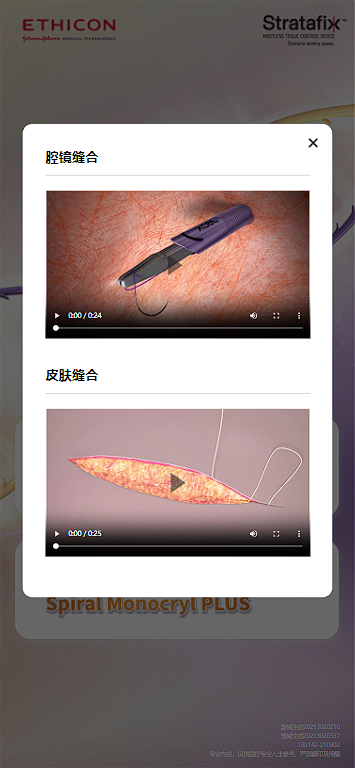 ETHICON
Johnson&Johnson SURGICAL TECHNOLOGIES
Stratafix™
KNOTLESS TISSUE CONTROL DEVICE
Secure every pass.
腔镜缝合
0:00 / 0:24
皮肤缝合
0:00 / 0:25
Spiral Monocryl PLUS